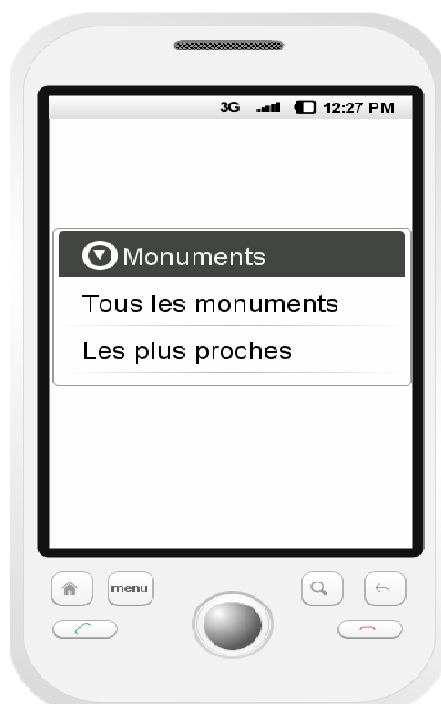 3G 12:27 PM
Monuments
Tous les monuments
Les plus proches
menu